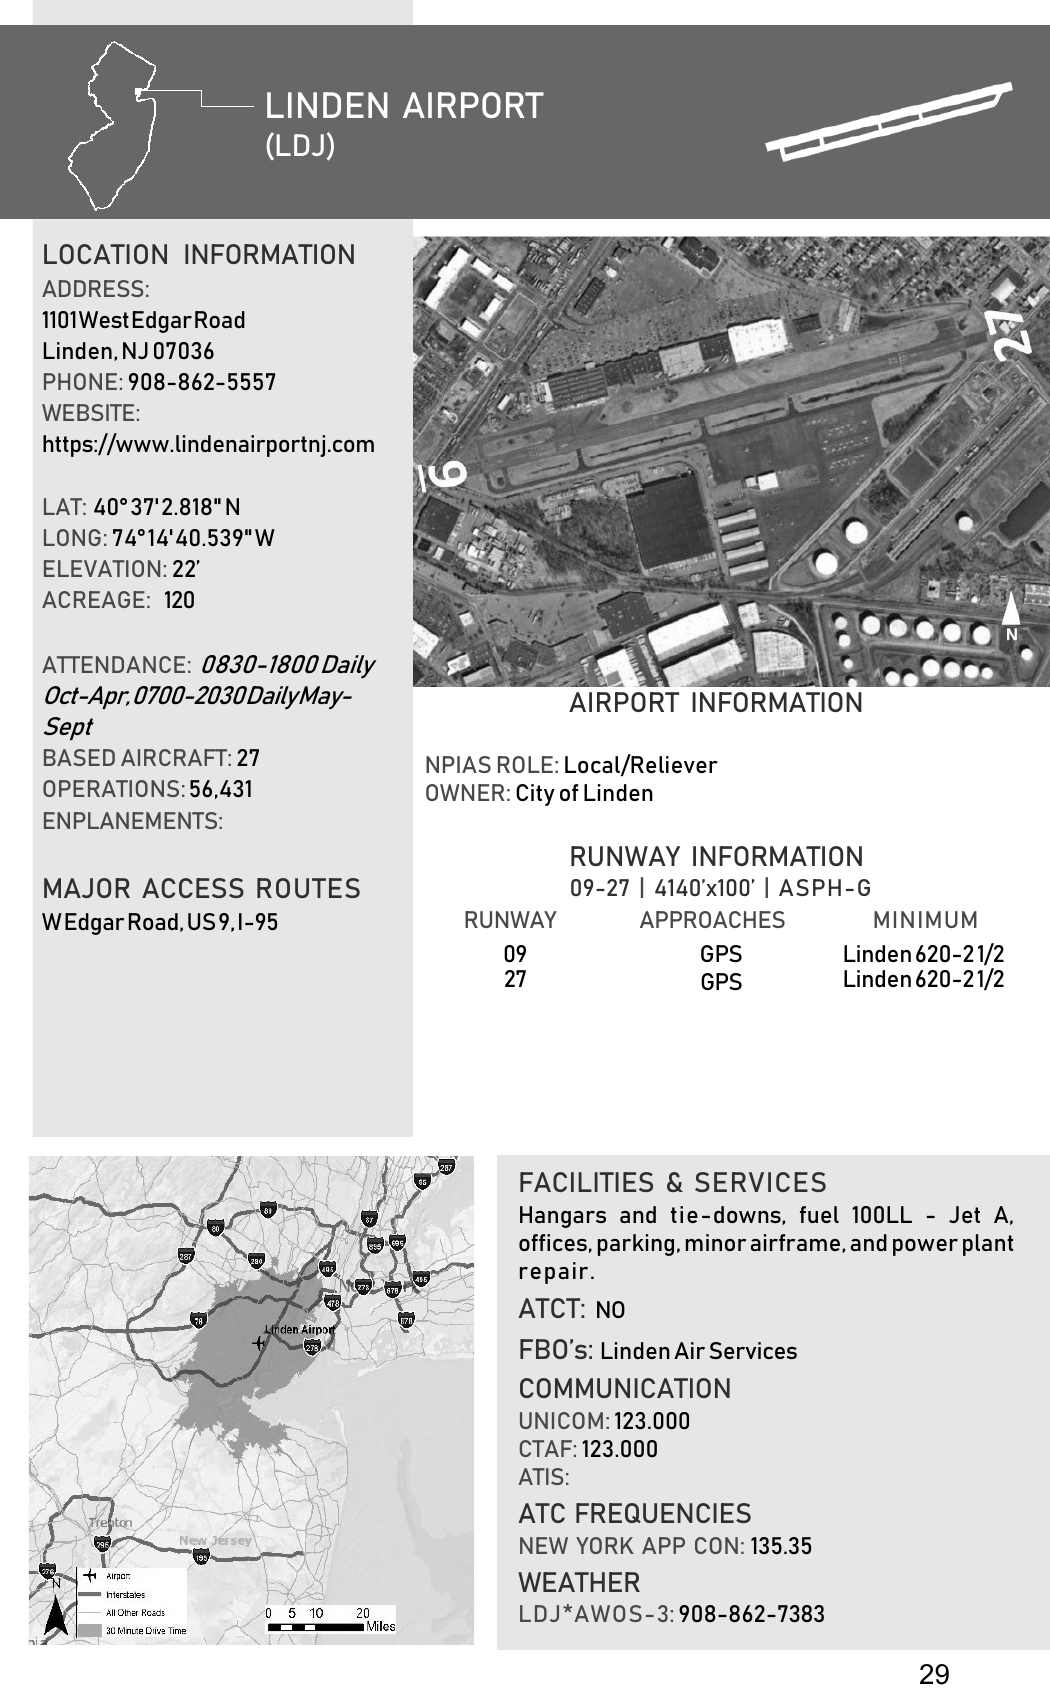 LINDEN AIRPORT
(LDJ)
LOCATION INFORMATION
ADDRESS:
1101 West Edgar Road
Linden, NJ 07036
PHONE: 908-862-5557
WEBSITE:
https://www.lindenairportnj.com
LAT: 40° 37' 2.818" N
LONG: 74°14' 40.539" W
ELEVATION: 22’
ACREAGE: 120
ATTENDANCE: 0830-1800 Daily
Oct-Apr, 0700-2030 Daily May-
Sept
BASED AIRCRAFT: 27
OPERATIONS: 56,431
ENPLANEMENTS:
MAJOR ACCESS ROUTES
W Edgar Road, US 9, I-95
27
9
N
AIRPORT INFORMATION
NPIAS ROLE: Local/Reliever
OWNER: City of Linden
RUNWAY INFORMATION
09-27 | 4140’x100’ | ASPH-G
RUNWAY APPROACHES MINIMUM
09 GPS Linden 620-2 1/2
27 GPS Linden 620-2 1/2
287
95
80
80
87
287
280
895
695
495
278
678
495
478
78
878
Linden Airport
278
Trenton
295
New Jersey
195
276
N
Airport
Interstates
All Other Roads
30 Minute Drive Time
0 5 10 20
Miles
FACILITIES & SERVICES
Hangars and tie-downs, fuel 100LL - Jet A,
offices, parking, minor airframe, and power plant
repair.
ATCT: NO
FBO’s: Linden Air Services
COMMUNICATION
UNICOM: 123.000
CTAF: 123.000
ATIS:
ATC FREQUENCIES
NEW YORK APP CON: 135.35
WEATHER
LDJ*AWOS-3: 908-862-7383
29